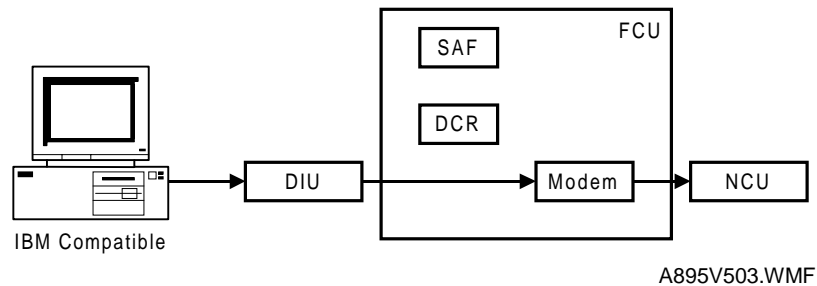 FCU
SAF
DCR
DIU
Modem
NCU
IBM Compatible
A895V503.WMF